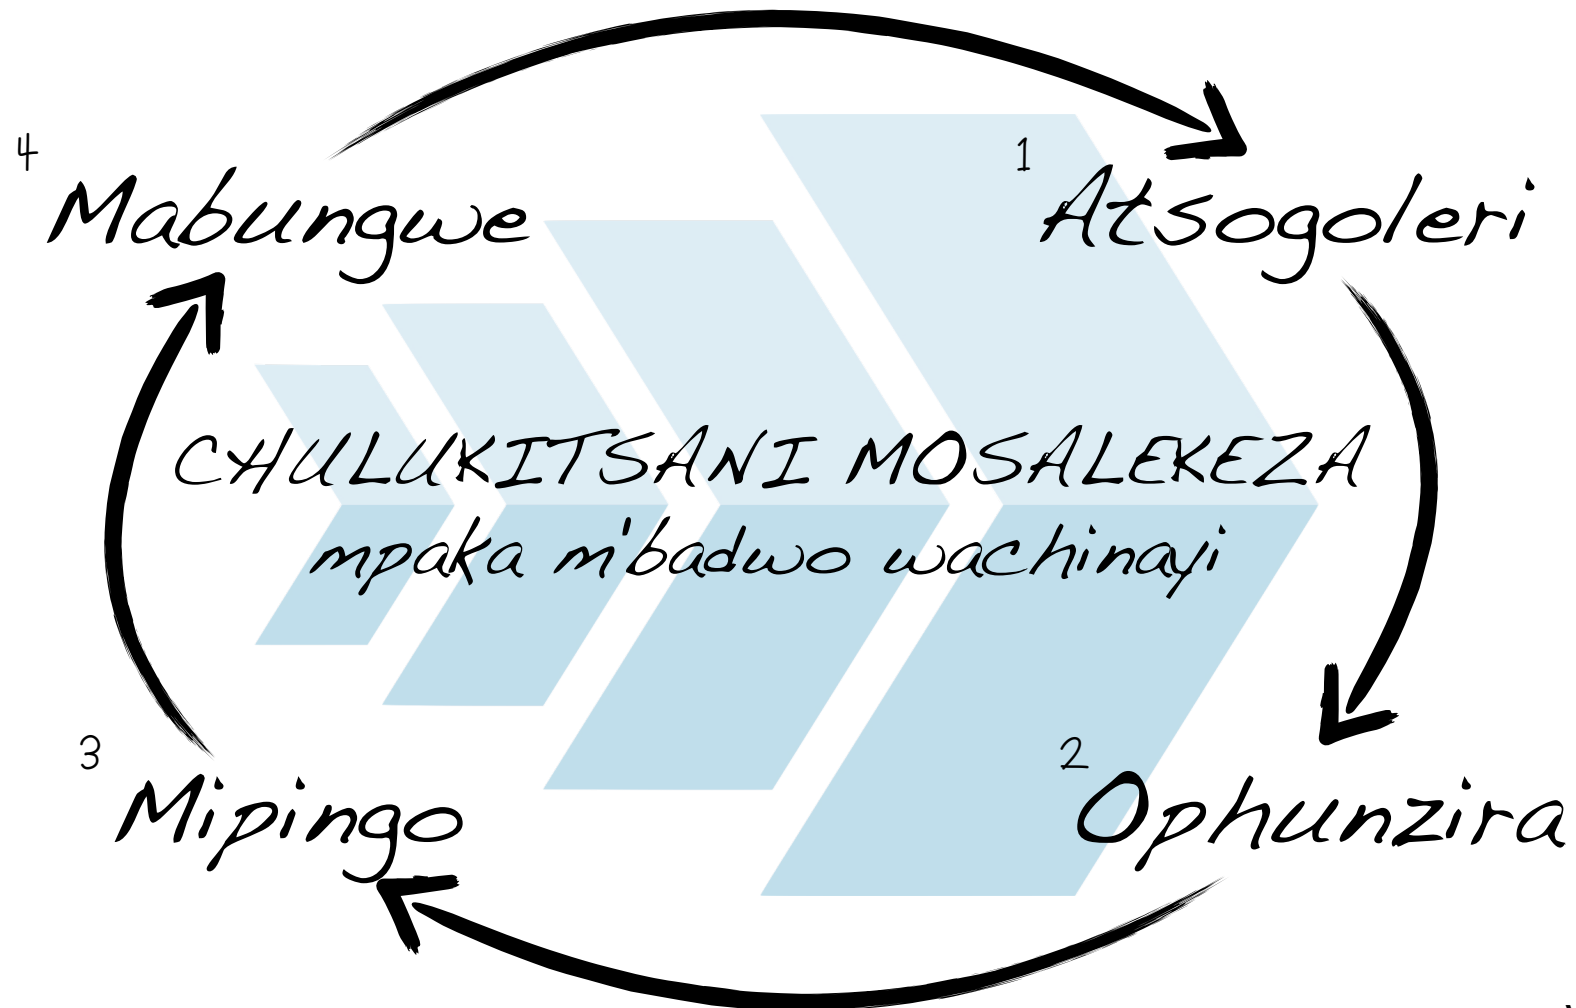 4
Mabungwe
1
Atsogoleri
CHULUKITSANI MOSALEKEZA
mpaka m'badwo wachinayi
3
Mipingo
2
Ophunzira